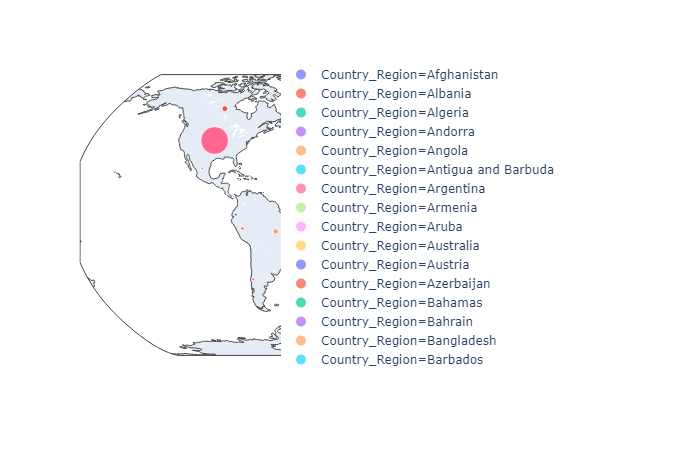 Country_Region=Afghanistan
Country_Region=Albania
Country_Region=Algeria
Country_Region=Andorra
Country_Region=Angola
Country_Region=Antigua and Barbuda
Country_Region=Argentina
Country_Region=Armenia
Country_Region=Aruba
Country_Region=Australia
Country_Region=Austria
Country_Region=Azerbaijan
Country_Region=Bahamas
Country_Region=Bahrain
Country_Region=Bangladesh
Country_Region=Barbados